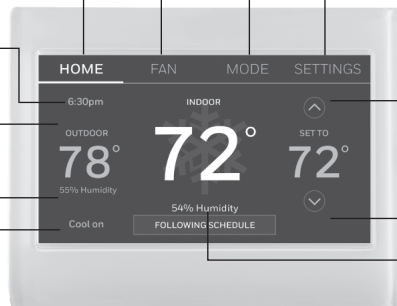 HOME FAN MODE SETTINGS
6:30pm
INDOOR
OUTDOOR
SET TO
78°
72°
72°
55% Humidity
54% Humidity
Cool on
FOLLOWING SCHEDULE